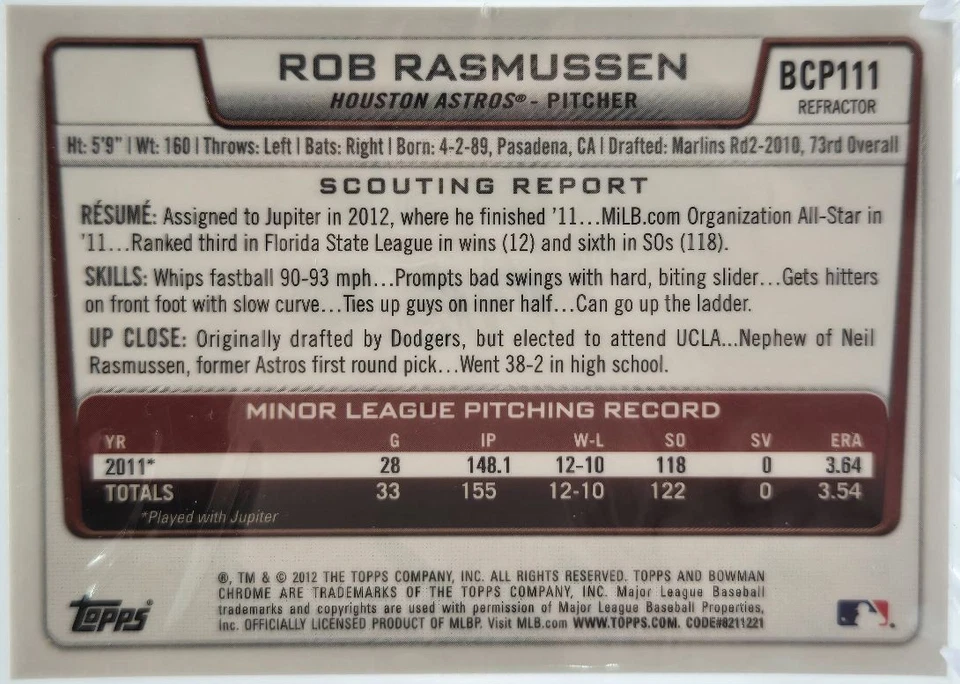 ROB RASMUSSEN
HOUSTON ASTROS® - PITCHER
BCP111
REFRACTOR
Ht: 5'9" | Wt: 160 | Throws: Left | Bats: Right | Born: 4-2-89, Pasadena, CA | Drafted: Marlins Rd2-2010, 73rd Overall
SCOUTING REPORT
RÉSUMÉ: Assigned to Jupiter in 2012, where he finished '11...MiLB.com Organization All-Star in
'11...Ranked third in Florida State League in wins (12) and sixth in SOs (118).
SKILLS: Whips fastball 90-93 mph...Prompts bad swings with hard, biting slider...Gets hitters
on front foot with slow curve...Ties up guys on inner half...Can go up the ladder.
UP CLOSE: Originally drafted by Dodgers, but elected to attend UCLA...Nephew of Neil
Rasmussen, former Astros first round pick...Went 38-2 in high school.
MINOR LEAGUE PITCHING RECORD
YR G IP W-L SO SV ERA
2011* 28 148.1 12-10 118 0 3.64
TOTALS 33 155 12-10 122 0 3.54
*Played with Jupiter
®, TM & © 2012 THE TOPPS COMPANY, INC. ALL RIGHTS RESERVED. TOPPS AND BOWMAN
CHROME ARE TRADEMARKS OF THE TOPPS COMPANY, INC. Major League Baseball
trademarks and copyrights are used with permission of Major League Baseball Properties,
Inc. OFFICIALLY LICENSED PRODUCT OF MLBP. Visit MLB.com WWW.TOPPS.COM. CODE#8211221
TOPPS®